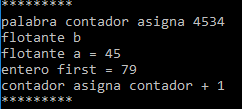 *********
palabra contador asigna 4534
flotante b
flotante a = 45
entero first = 79
contador asigna contador + 1
*********